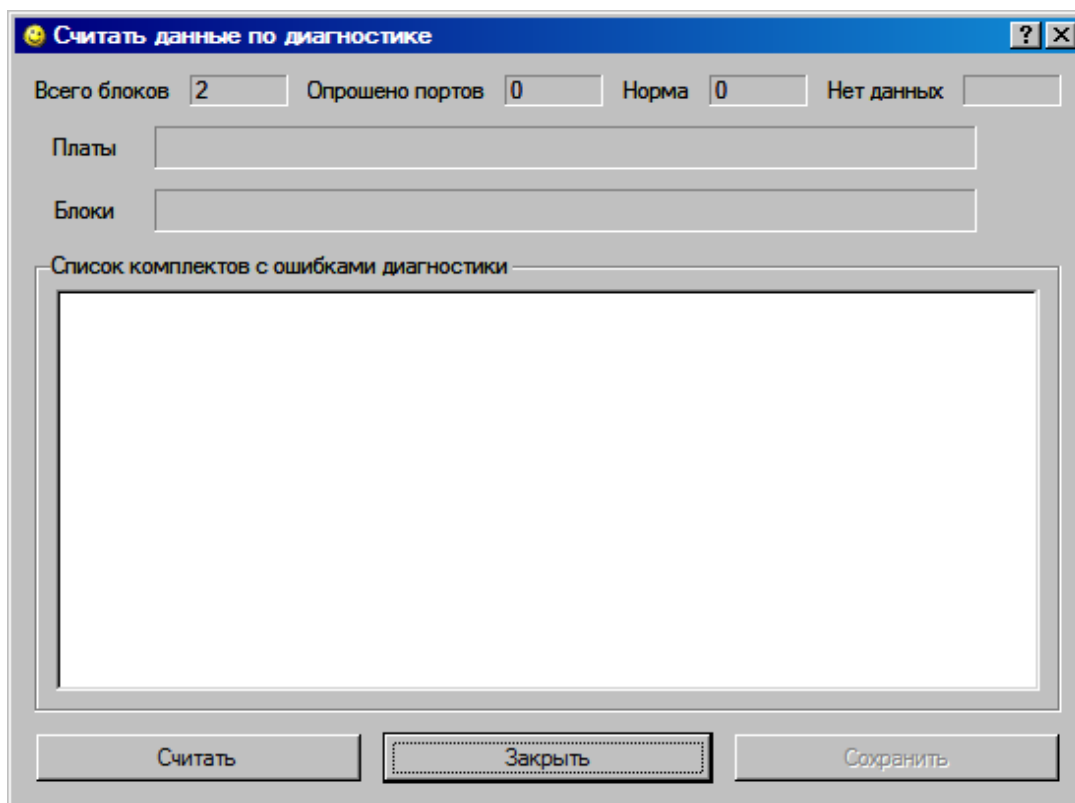 Считать данные по диагностике
Всего блоков 2 Опрошено портов 0 Норма 0 Нет данных
Платы
Блоки
Список комплектов с ошибками диагностики
Считать Закрыть Сохранить